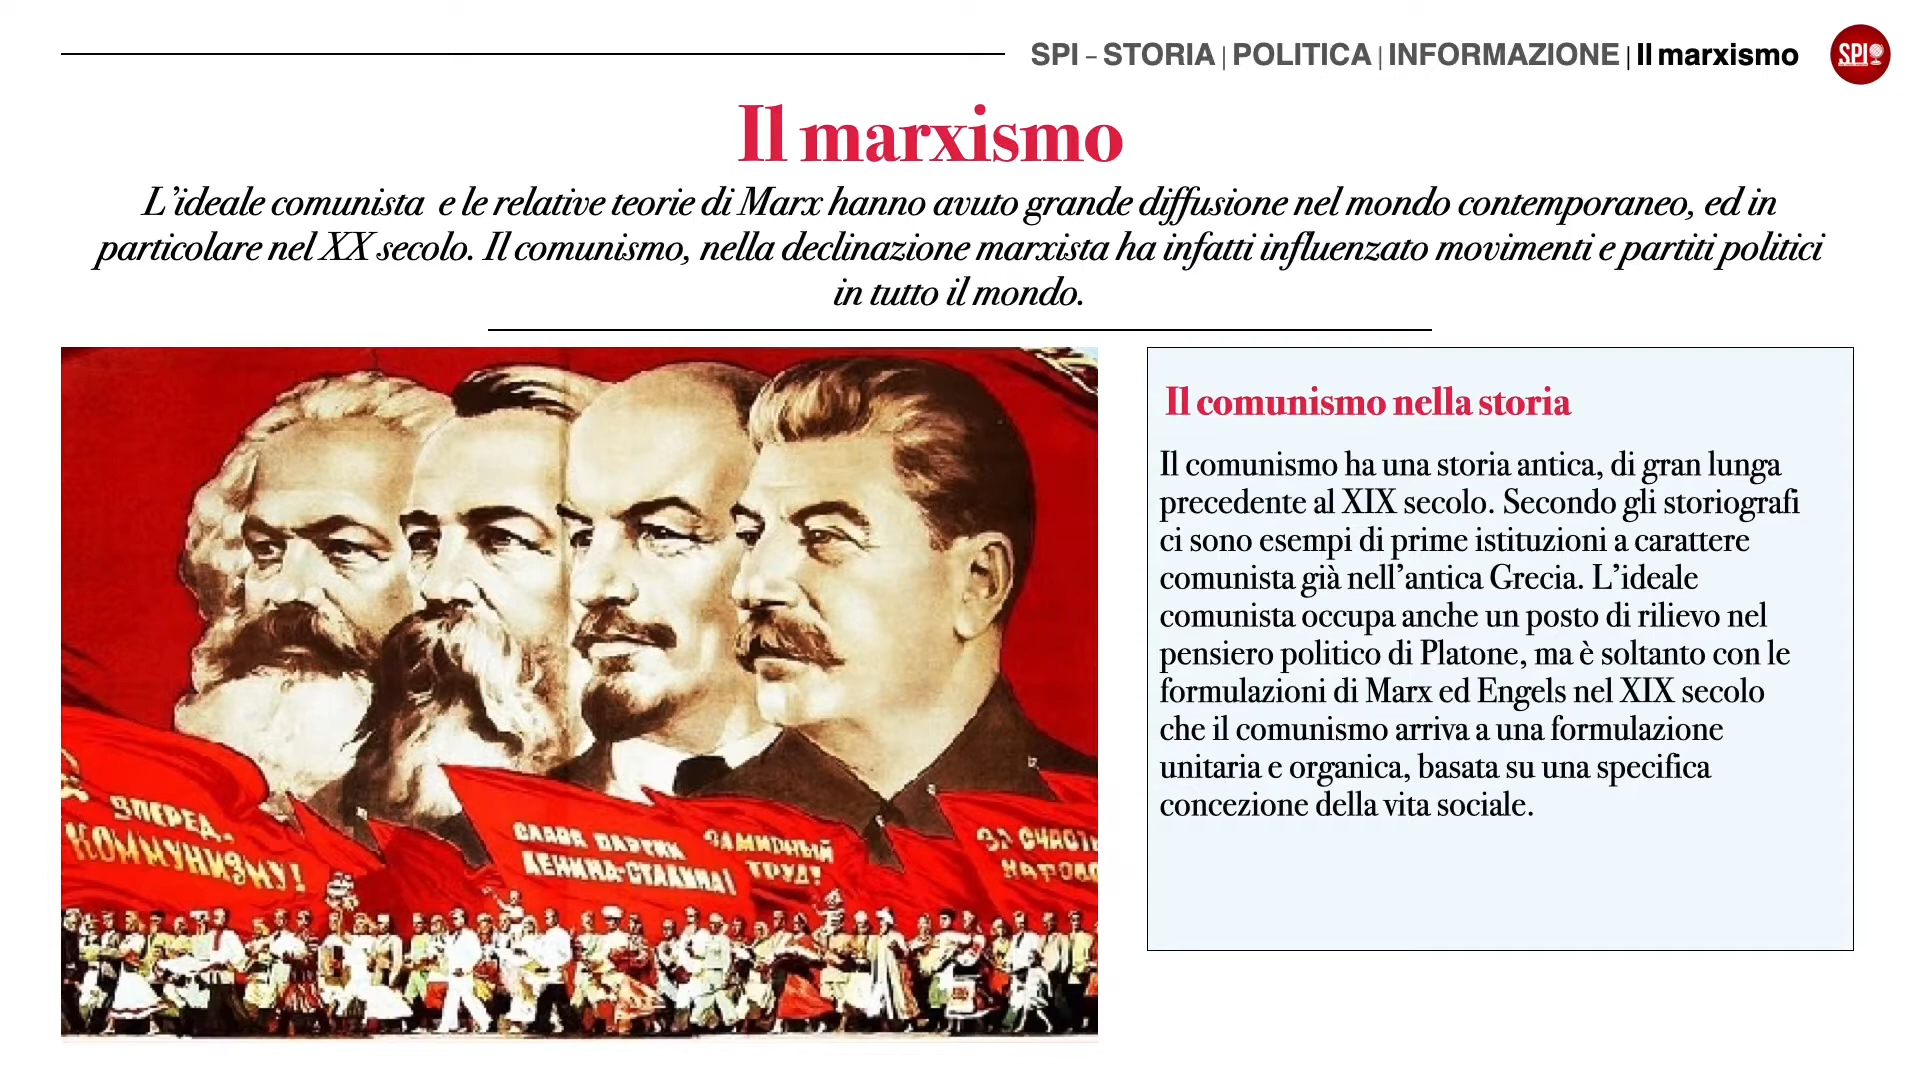 SPI – STORIA | POLITICA | INFORMAZIONE | Il marxismo
SPI
Il marxismo
L’ideale comunista e le relative teorie di Marx hanno avuto grande diffusione nel mondo contemporaneo, ed in
particolare nel XX secolo. Il comunismo, nella declinazione marxista ha infatti influenzato movimenti e partiti politici
in tutto il mondo.
Il comunismo nella storia
Il comunismo ha una storia antica, di gran lunga
precedente al XIX secolo. Secondo gli storiografi
ci sono esempi di prime istituzioni a carattere
comunista già nell’antica Grecia. L’ideale
comunista occupa anche un posto di rilievo nel
pensiero politico di Platone, ma è soltanto con le
formulazioni di Marx ed Engels nel XIX secolo
che il comunismo arriva a una formulazione
unitaria e organica, basata su una specifica
concezione della vita sociale.
ВПЕРЕД,
КОММУНИЗМУ!
СЛАВА ПАРТИИ
ЛЕНИНА-СТАЛИНА!
ЗА МИРНЫЙ
ТРУД!
ЗА СЧАСТЬ